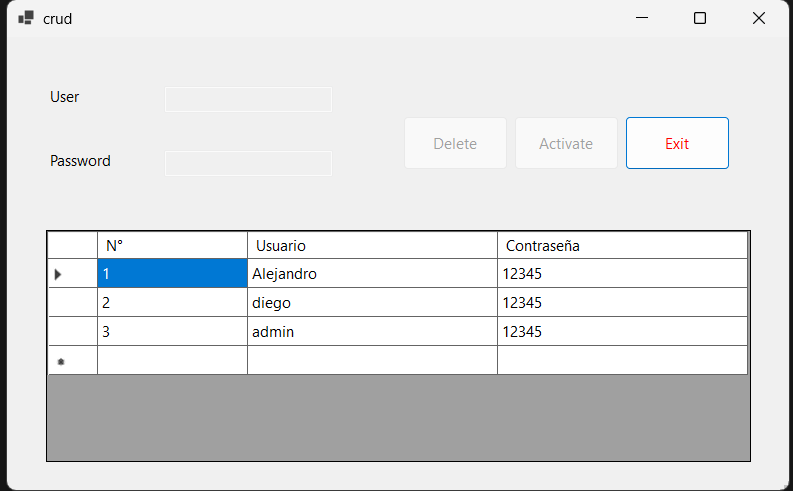 crud
User
Delete Activate Exit
Password
N° Usuario Contraseña
1 Alejandro 12345
2 diego 12345
3 admin 12345